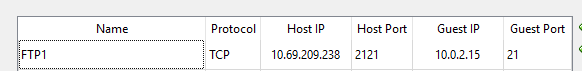 Name Protocol Host IP Host Port Guest IP Guest Port
FTP1 TCP 10.69.209.238 2121 10.0.2.15 21